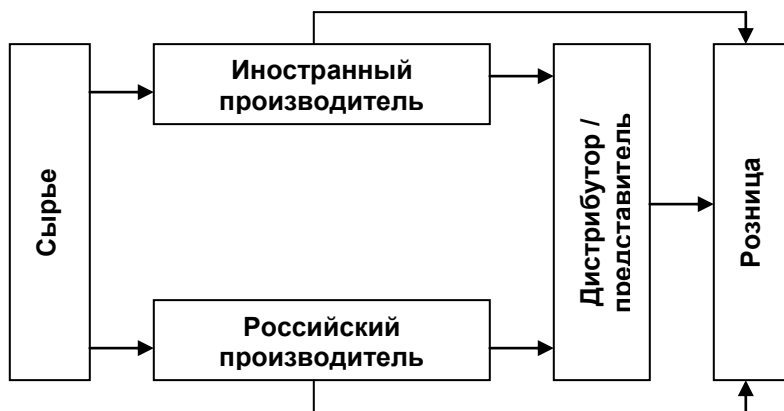 Сырье
Иностранный
производитель
Российский
производитель
Дистрибутор /
представитель
Розница